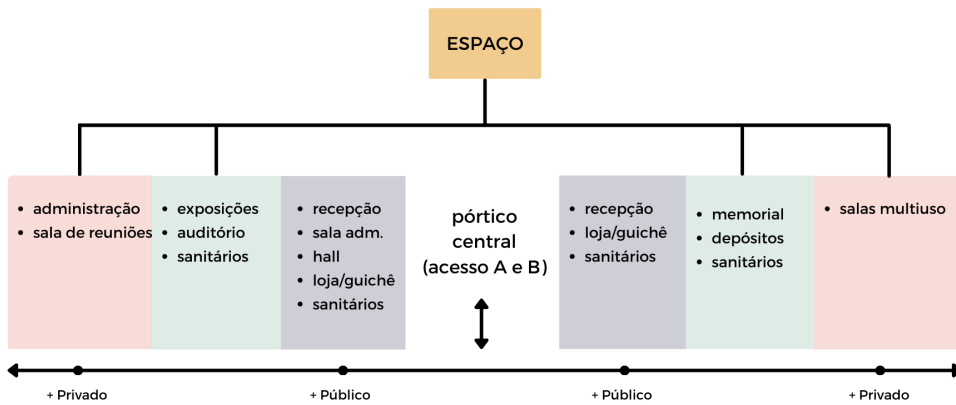 ESPAÇO
• administração
• sala de reuniões
• exposições
• auditório
• sanitários
• recepção
• sala adm.
• hall
• loja/guichê
• sanitários
pórtico
central
(acesso A e B)
• recepção
• loja/guichê
• sanitários
• memorial
• depósitos
• sanitários
• salas multiuso
+ Privado
+ Público
+ Público
+ Privado